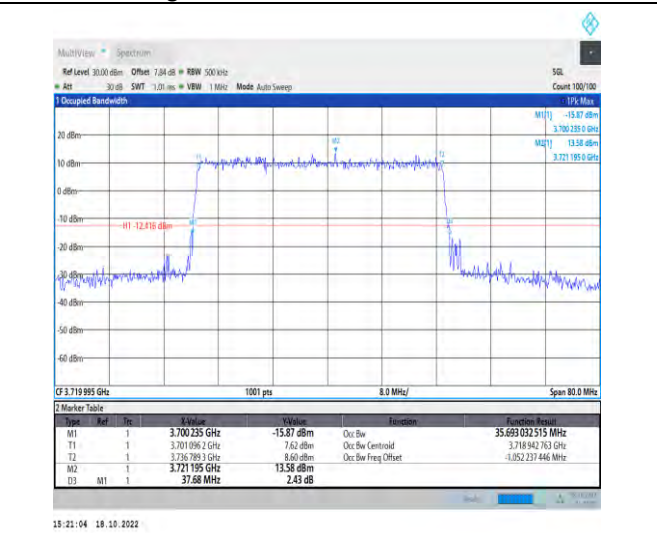 MultiView Spectrum
Ref Level 30.00 dBm Offset 7.84 dB RBW 500 kHz SGL
Att 30 dB SWT 1.01 ms VBW 1 MHz Mode Auto Sweep Count 100/100
1 Occupied Bandwidth 1Pk Max
M1[1] -15.87 dBm
3.700 235 0 GHz
M2[1] 13.58 dBm
3.721 195 0 GHz
20 dBm
M2
T1
T2
10 dBm
0 dBm
-10 dBm
H1 -12.416 dBm
M1
-20 dBm
-30 dBm
-40 dBm
-50 dBm
-60 dBm
CF 3.719 995 GHz 1001 pts 8.0 MHz/ Span 80.0 MHz
2 Marker Table
Type Ref Trc X-Value Y-Value Function Function Result
M1 1 3.700 235 GHz -15.87 dBm Occ Bw 35.693 032 515 MHz
T1 1 3.701 096 2 GHz 7.62 dBm Occ Bw Centroid 3.718 942 763 GHz
T2 1 3.736 789 3 GHz 8.60 dBm Occ Bw Freq Offset -1.052 237 446 MHz
M2 1 3.721 195 GHz 13.58 dBm
D3 M1 1 37.68 MHz 2.43 dB
15:21:04 18.10.2022